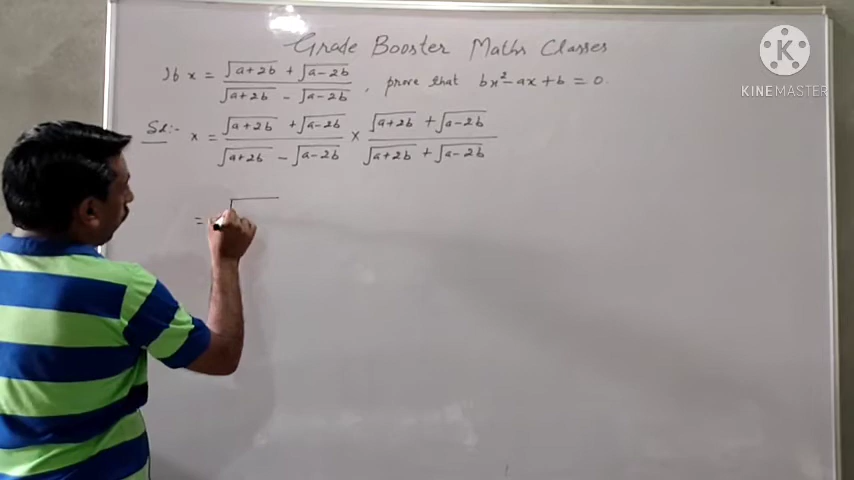 Grade Booster Maths Classes
If x = (√(a+2b) + √(a-2b)) / (√(a+2b) - √(a-2b)), prove that bx² - ax + b = 0.
Sol:- x = (√(a+2b) + √(a-2b)) / (√(a+2b) - √(a-2b)) × (√(a+2b) + √(a-2b)) / (√(a+2b) + √(a-2b))
=
K
KINEMASTER